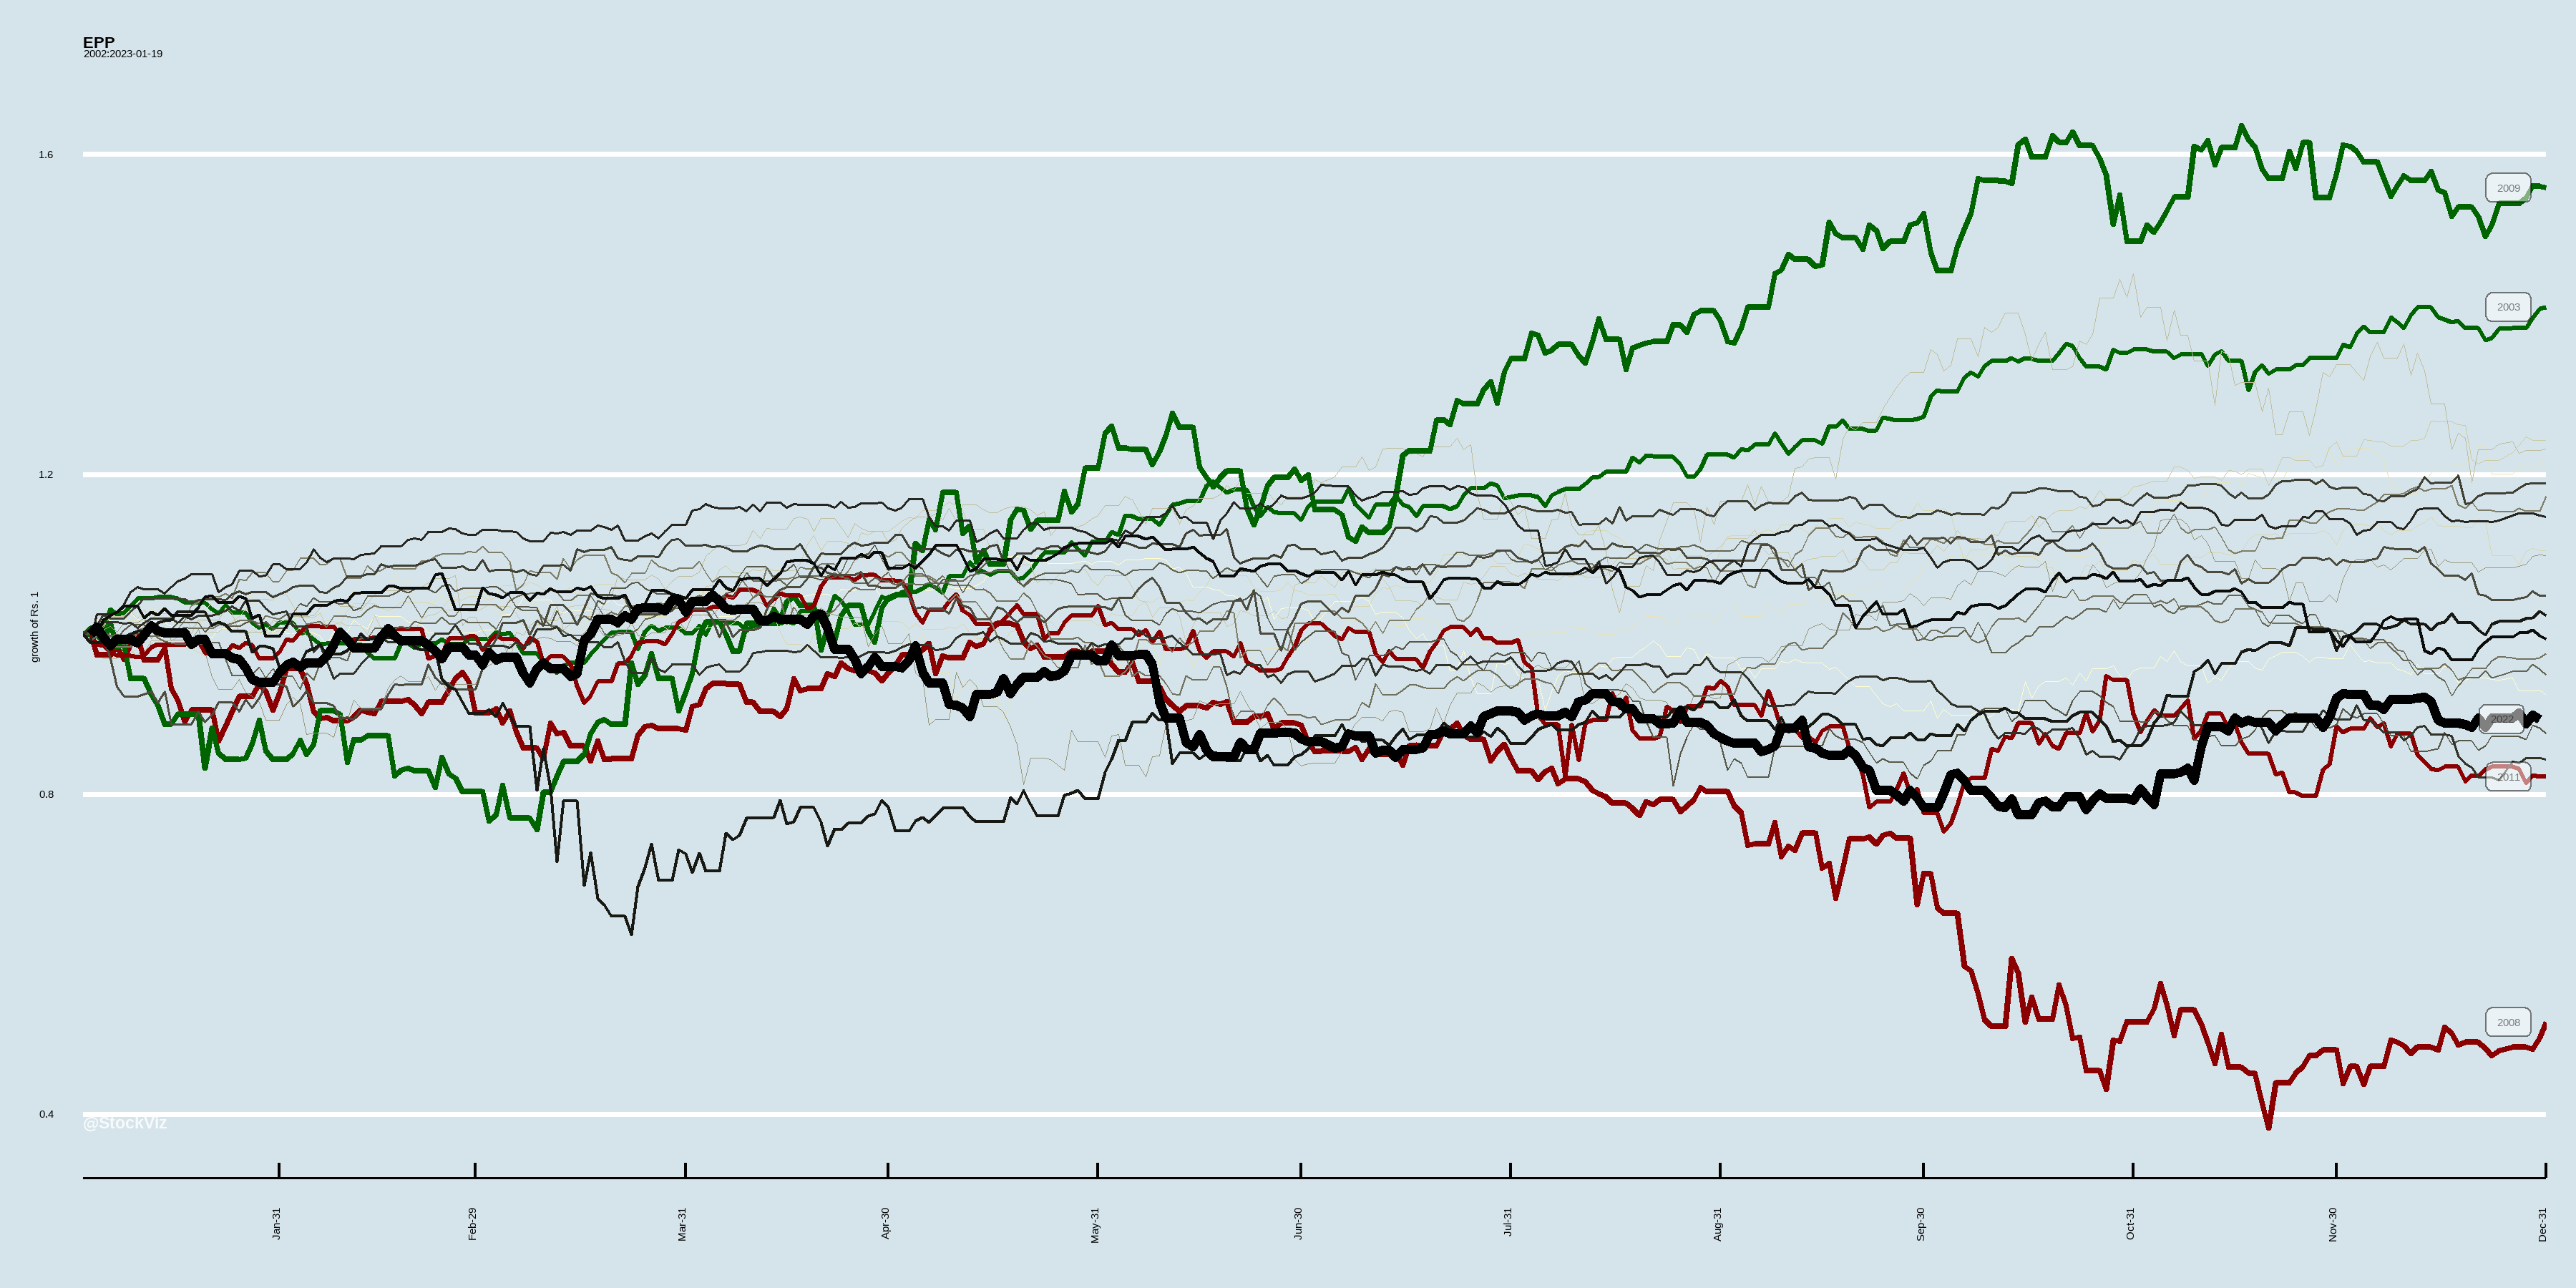 EPP
2002:2023-01-19
growth of Rs. 1
1.6
1.2
0.8
0.4
2009
2003
2022
2011
2008
@StockViz
Jan-31
Feb-29
Mar-31
Apr-30
May-31
Jun-30
Jul-31
Aug-31
Sep-30
Oct-31
Nov-30
Dec-31